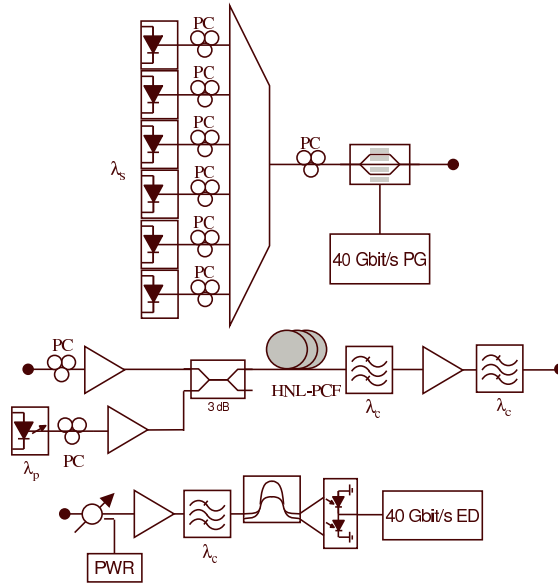 PC
PC
PC
PC
λs
PC
PC
PC
40 Gbit/s PG
PC
3 dB
HNL-PCF
λc
λc
λp
PC
40 Gbit/s ED
λc
PWR